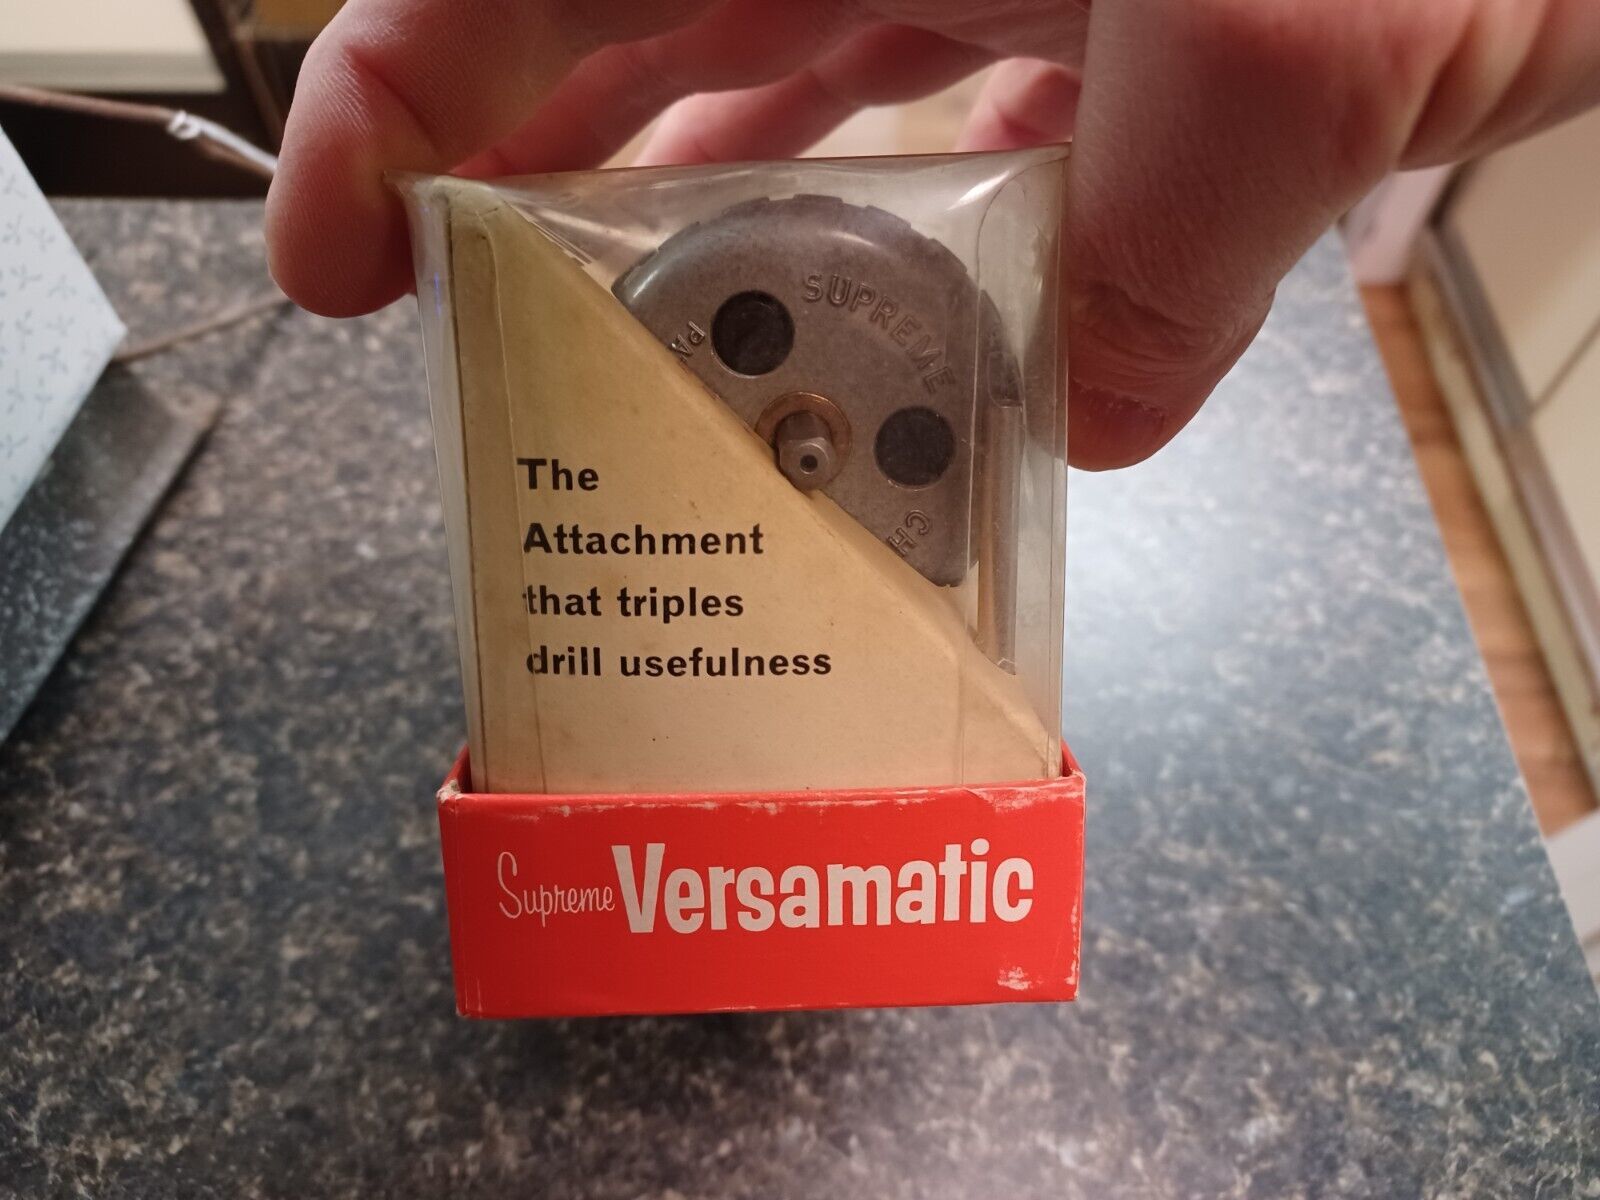 SUPREME
The
Attachment
that triples
drill usefulness
Supreme Versamatic